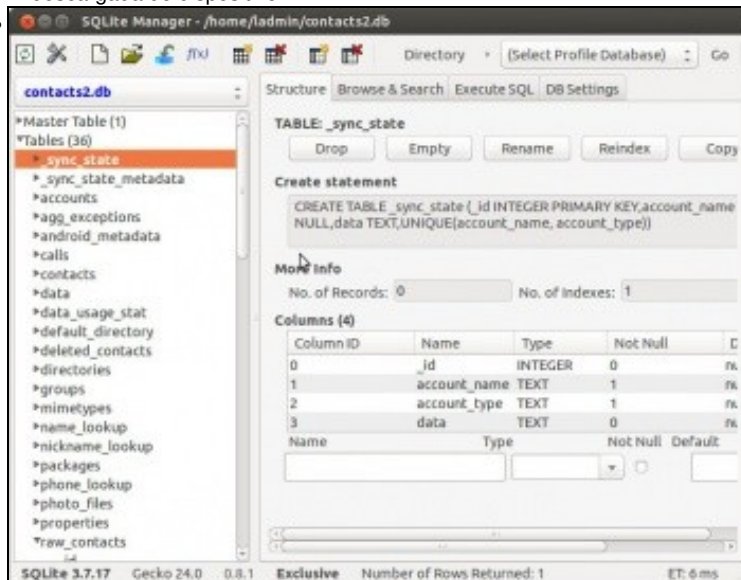 SQLite Manager - /home/ladmin/contacts2.db
f(x) Directory (Select Profile Database) Go
contacts2.db
Structure Browse & Search Execute SQL DB Settings
Master Table (1)
Tables (36)
_sync_state
_sync_state_metadata
accounts
agg_exceptions
android_metadata
calls
contacts
data
data_usage_stat
default_directory
deleted_contacts
directories
groups
mimetypes
name_lookup
nickname_lookup
packages
phone_lookup
photo_files
properties
raw_contacts
TABLE: _sync_state
Drop Empty Rename Reindex Copy
Create statement
CREATE TABLE _sync_state (_id INTEGER PRIMARY KEY,account_name
NULL,data TEXT,UNIQUE(account_name, account_type))
More Info
No. of Records: 0 No. of Indexes: 1
Columns (4)
Column ID Name Type Not Null D
0 _id INTEGER 0
1 account_name TEXT 1
2 account_type TEXT 1
3 data TEXT 0
Name Type Not Null Default
SQLite 3.7.17 Gecko 24.0 0.8.1 Exclusive Number of Rows Returned: 1 ET: 6 ms